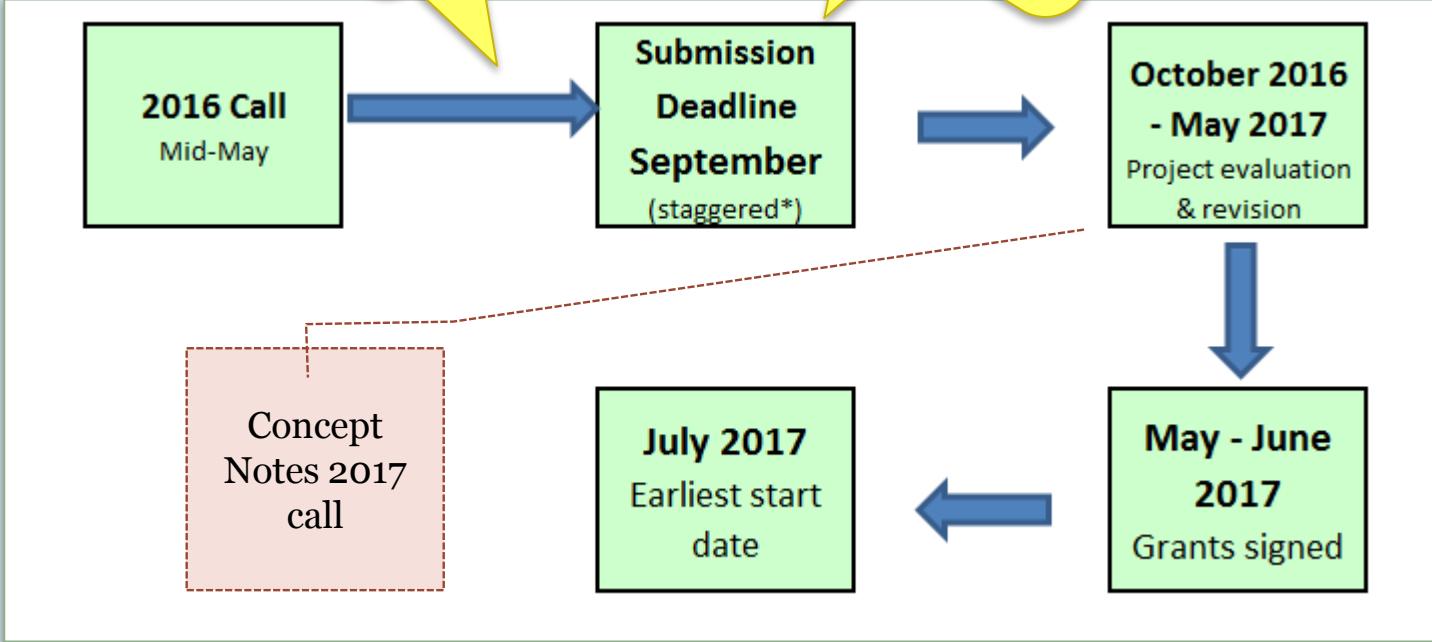 2016 Call
Mid-May
Submission
Deadline
September
(staggered*)
October 2016
- May 2017
Project evaluation
& revision
Concept
Notes 2017
call
July 2017
Earliest start
date
May - June
2017
Grants signed